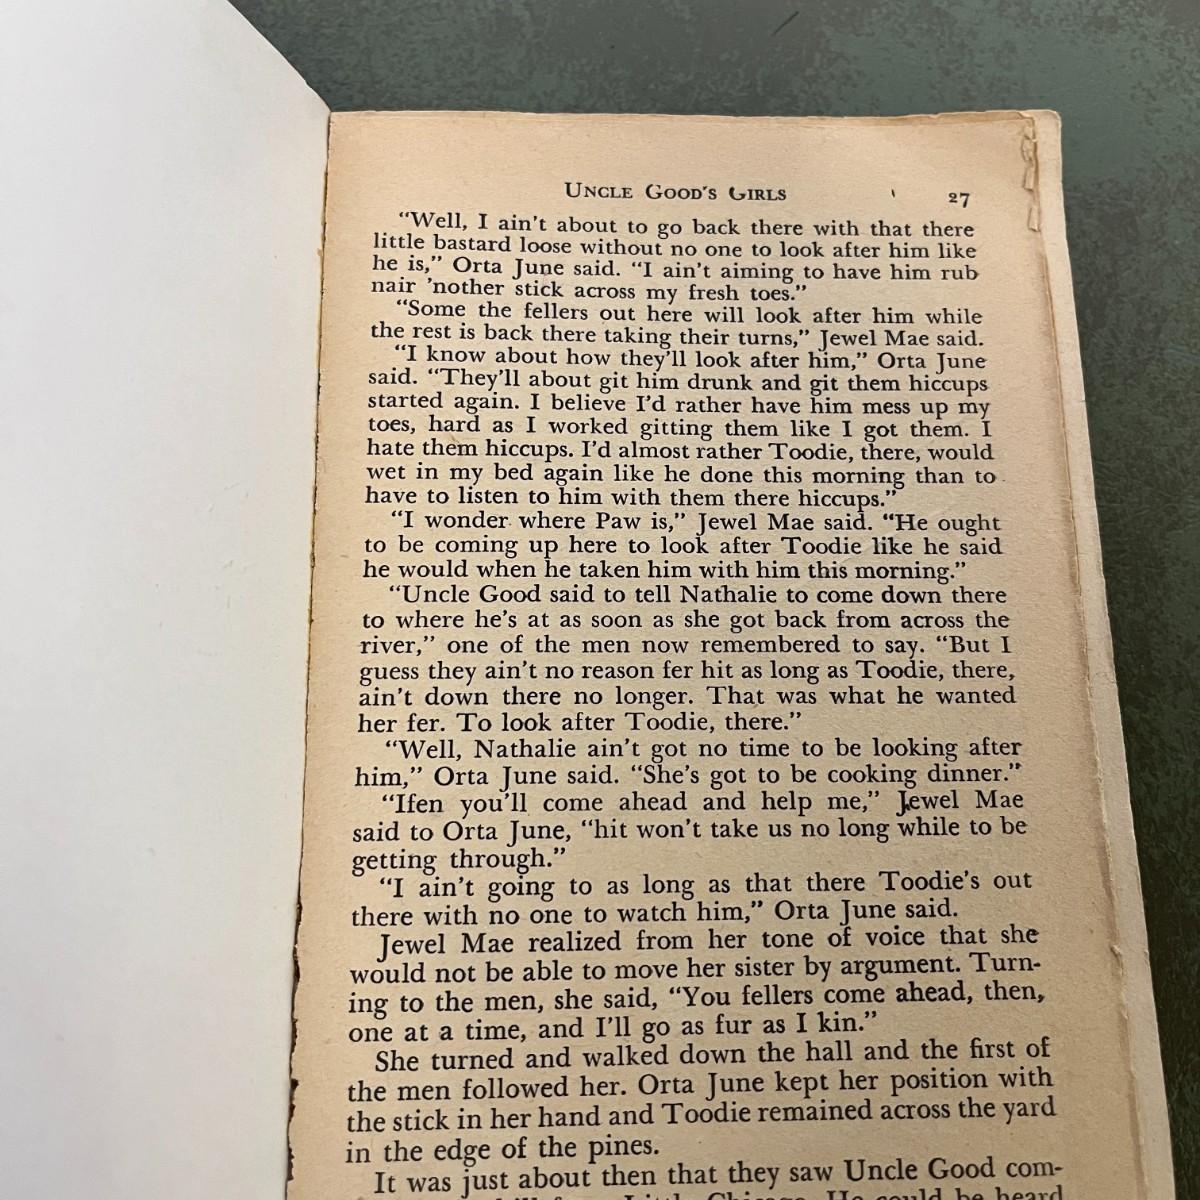 UNCLE GOOD'S GIRLS 27
"Well, I ain't about to go back there with that there
little bastard loose without no one to look after him like
he is," Orta June said. "I ain't aiming to have him rub
nair 'nother stick across my fresh toes."
"Some the fellers out here will look after him while
the rest is back there taking their turns," Jewel Mae said.
"I know about how they'll look after him," Orta June
said. "They'll about git him drunk and git them hiccups
started again. I believe I'd rather have him mess up my
toes, hard as I worked gitting them like I got them. I
hate them hiccups. I'd almost rather Toodie, there, would
wet in my bed again like he done this morning than to
have to listen to him with them there hiccups."
"I wonder where Paw is," Jewel Mae said. "He ought
to be coming up here to look after Toodie like he said
he would when he taken him with him this morning."
"Uncle Good said to tell Nathalie to come down there
to where he's at as soon as she got back from across the
river," one of the men now remembered to say. "But I
guess they ain't no reason fer hit as long as Toodie, there,
ain't down there no longer. That was what he wanted
her fer. To look after Toodie, there."
"Well, Nathalie ain't got no time to be looking after
him," Orta June said. "She's got to be cooking dinner."
"Ifen you'll come ahead and help me," Jewel Mae
said to Orta June, "hit won't take us no long while to be
getting through."
"I ain't going to as long as that there Toodie's out
there with no one to watch him," Orta June said.
Jewel Mae realized from her tone of voice that she
would not be able to move her sister by argument. Turn-
ing to the men, she said, "You fellers come ahead, then,
one at a time, and I'll go as fur as I kin."
She turned and walked down the hall and the first of
the men followed her. Orta June kept her position with
the stick in her hand and Toodie remained across the yard
in the edge of the pines.
It was just about then that they saw Uncle Good com-
Little Chicago. He could be heard